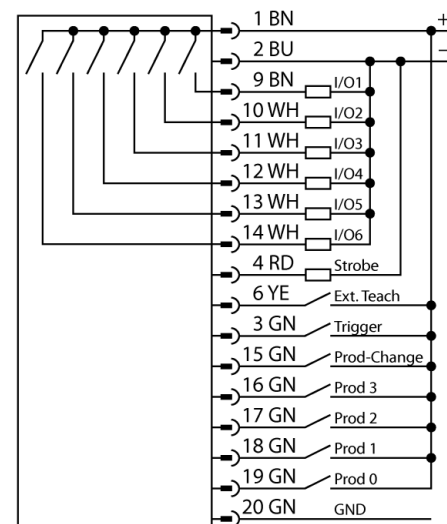 1 BN +
2 BU –
9 BN I/O1
10 WH I/O2
11 WH I/O3
12 WH I/O4
13 WH I/O5
14 WH I/O6
4 RD Strobe
6 YE Ext. Teach
3 GN Trigger
15 GN Prod-Change
16 GN Prod 3
17 GN Prod 2
18 GN Prod 1
19 GN Prod 0
20 GN GND